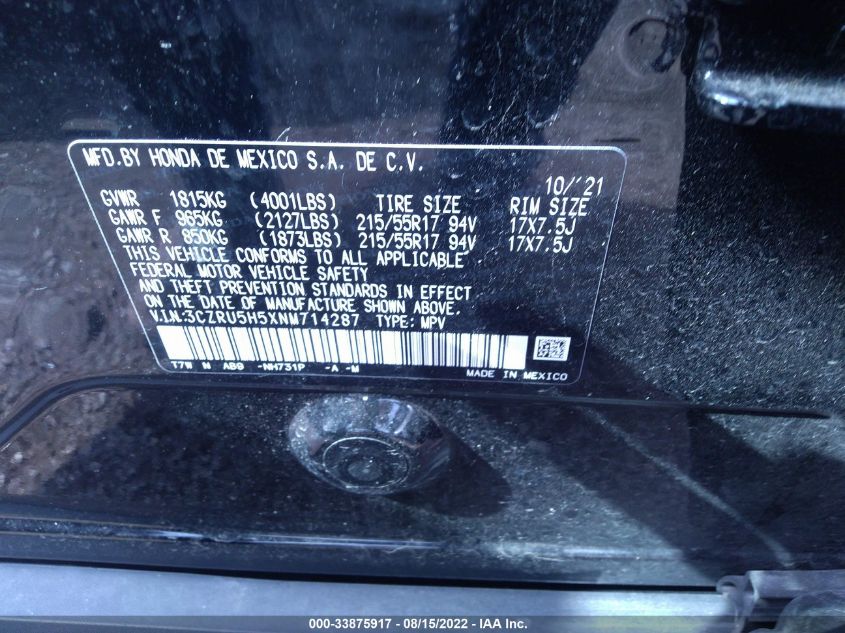 MFD.BY HONDA DE MEXICO S.A. DE C.V.
10/'21
GVWR 1815KG (4001LBS) TIRE SIZE RIM SIZE
GAWR F 965KG (2127LBS) 215/55R17 94V 17X7.5J
GAWR R 850KG (1873LBS) 215/55R17 94V 17X7.5J
THIS VEHICLE CONFORMS TO ALL APPLICABLE
FEDERAL MOTOR VEHICLE SAFETY
AND THEFT PREVENTION STANDARDS IN EFFECT
ON THE DATE OF MANUFACTURE SHOWN ABOVE.
V.I.N.:3CZRU5H5XNM714287 TYPE: MPV
T7W N AB9 -NH731P -A -M
MADE IN MEXICO
000-33875917 - 08/15/2022 - IAA Inc.